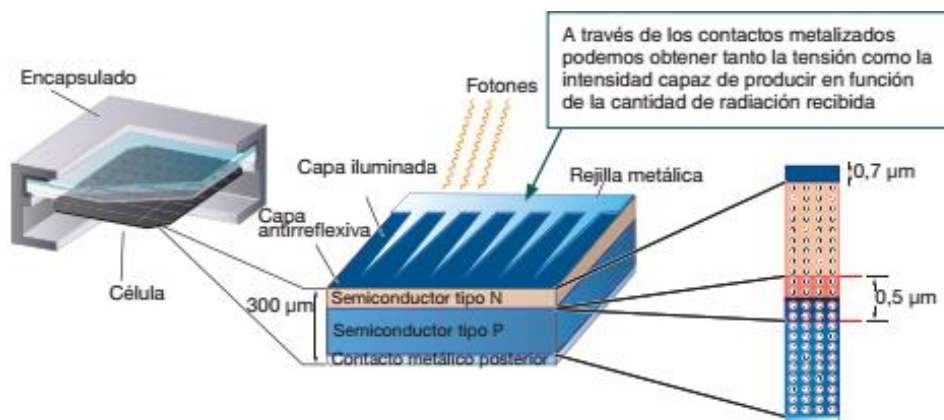 A través de los contactos metalizados
podemos obtener tanto la tensión como la
intensidad capaz de producir en función
de la cantidad de radiación recibida
Encapsulado
Fotones
Capa iluminada
Rejilla metálica
0,7 µm
Capa
antirreflexiva
Célula
300 µm
Semiconductor tipo N
0,5 µm
Semiconductor tipo P
Contacto metálico posterior